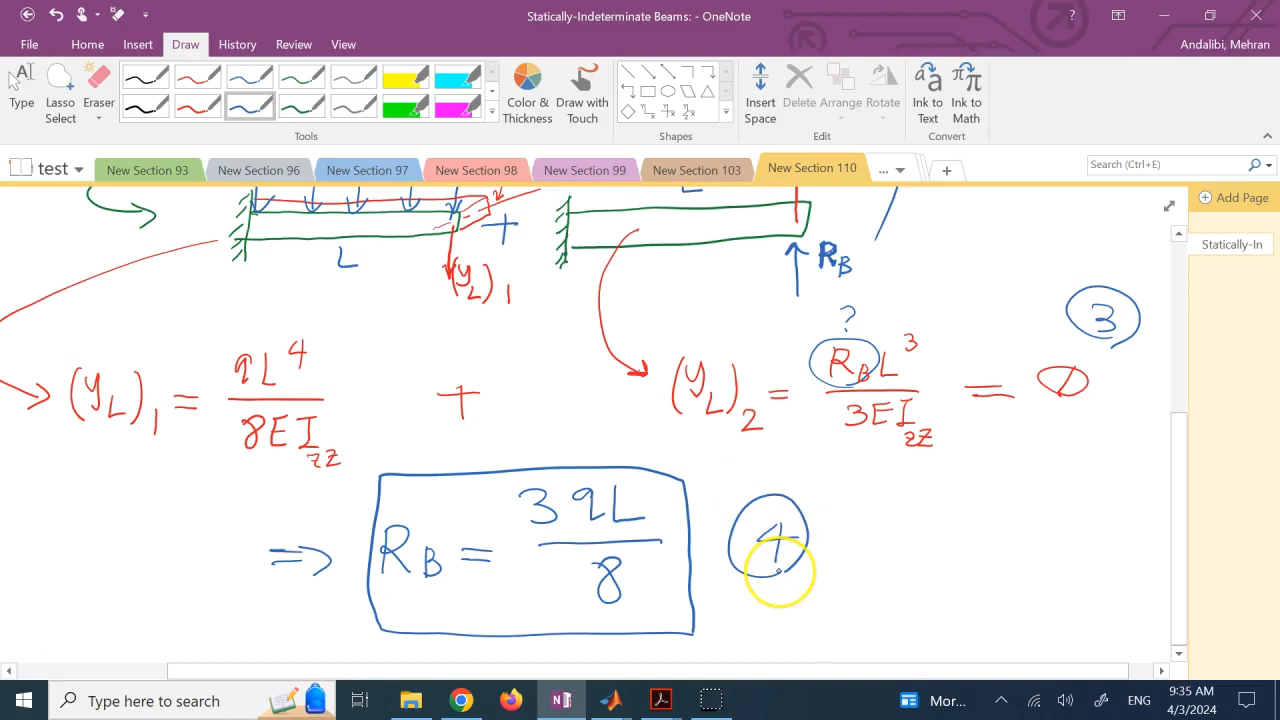 Statically-Indeterminate Beams: - OneNote
File Home Insert Draw History Review View
Andalibi, Mehran
Type
Lasso Select
Eraser
Color & Thickness
Draw with Touch
Insert Space
Delete
Arrange
Rotate
Ink to Text
Ink to Math
Tools
Shapes
Edit
Convert
test
New Section 93
New Section 96
New Section 97
New Section 98
New Section 99
New Section 103
New Section 110
...
Search (Ctrl+E)
Add Page
Statically-In
L
+
(y_L)_1
R_B
?
3
(y_L)_1 = qL^4 / 8EI_zz + (y_L)_2 = R_B L^3 / 3EI_zz = 0
=> R_B = 3qL / 8
4
Type here to search
Mor...
ENG
9:35 AM
4/3/2024